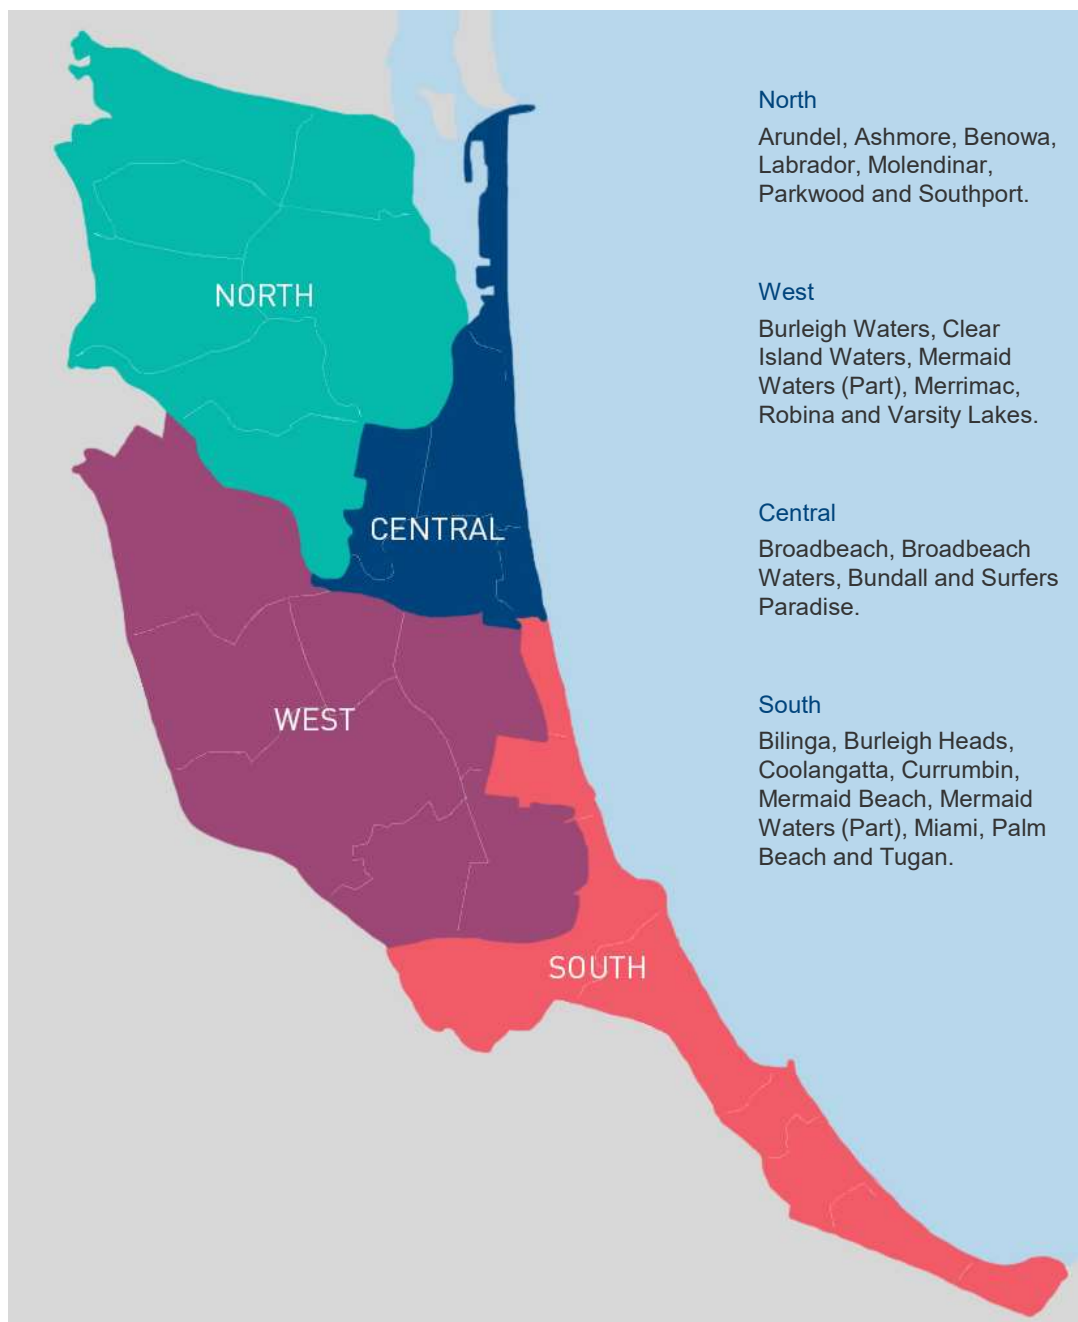 NORTH
CENTRAL
WEST
SOUTH
North
Arundel, Ashmore, Benowa,
Labrador, Molendinar,
Parkwood and Southport.
West
Burleigh Waters, Clear
Island Waters, Mermaid
Waters (Part), Merrimac,
Robina and Varsity Lakes.
Central
Broadbeach, Broadbeach
Waters, Bundall and Surfers
Paradise.
South
Bilinga, Burleigh Heads,
Coolangatta, Currumbin,
Mermaid Beach, Mermaid
Waters (Part), Miami, Palm
Beach and Tugan.